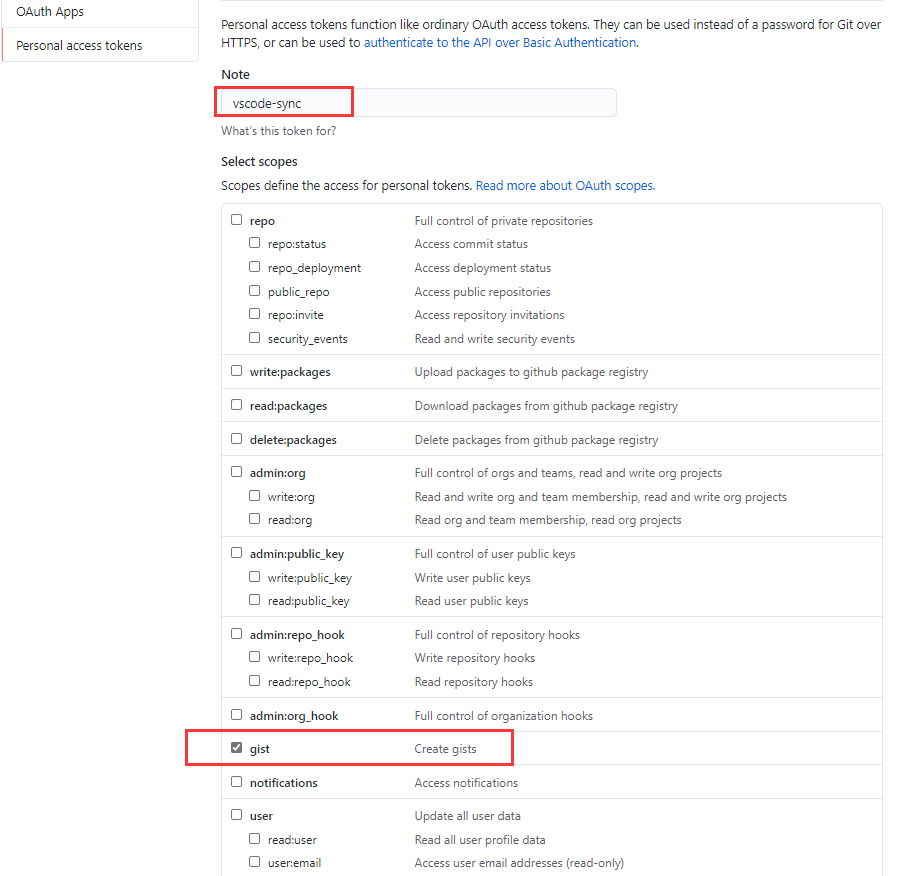 OAuth Apps
Personal access tokens
Personal access tokens function like ordinary OAuth access tokens. They can be used instead of a password for Git over
HTTPS, or can be used to authenticate to the API over Basic Authentication.
Note
vscode-sync
What's this token for?
Select scopes
Scopes define the access for personal tokens. Read more about OAuth scopes.
repo Full control of private repositories
repo:status Access commit status
repo_deployment Access deployment status
public_repo Access public repositories
repo:invite Access repository invitations
security_events Read and write security events
write:packages Upload packages to github package registry
read:packages Download packages from github package registry
delete:packages Delete packages from github package registry
admin:org Full control of orgs and teams, read and write org projects
write:org Read and write org and team membership, read and write org projects
read:org Read org and team membership, read org projects
admin:public_key Full control of user public keys
write:public_key Write user public keys
read:public_key Read user public keys
admin:repo_hook Full control of repository hooks
write:repo_hook Write repository hooks
read:repo_hook Read repository hooks
admin:org_hook Full control of organization hooks
gist Create gists
notifications Access notifications
user Update all user data
read:user Read all user profile data
user:email Access user email addresses (read-only)